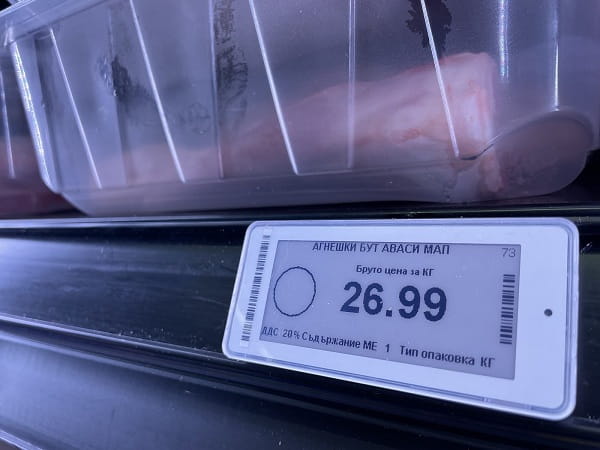 АГНЕШКИ БУТ АВАСИ МАП
73
Бруто цена за КГ
26.99
ДДС 20% Съдържание МЕ 1 Тип опаковка КГ